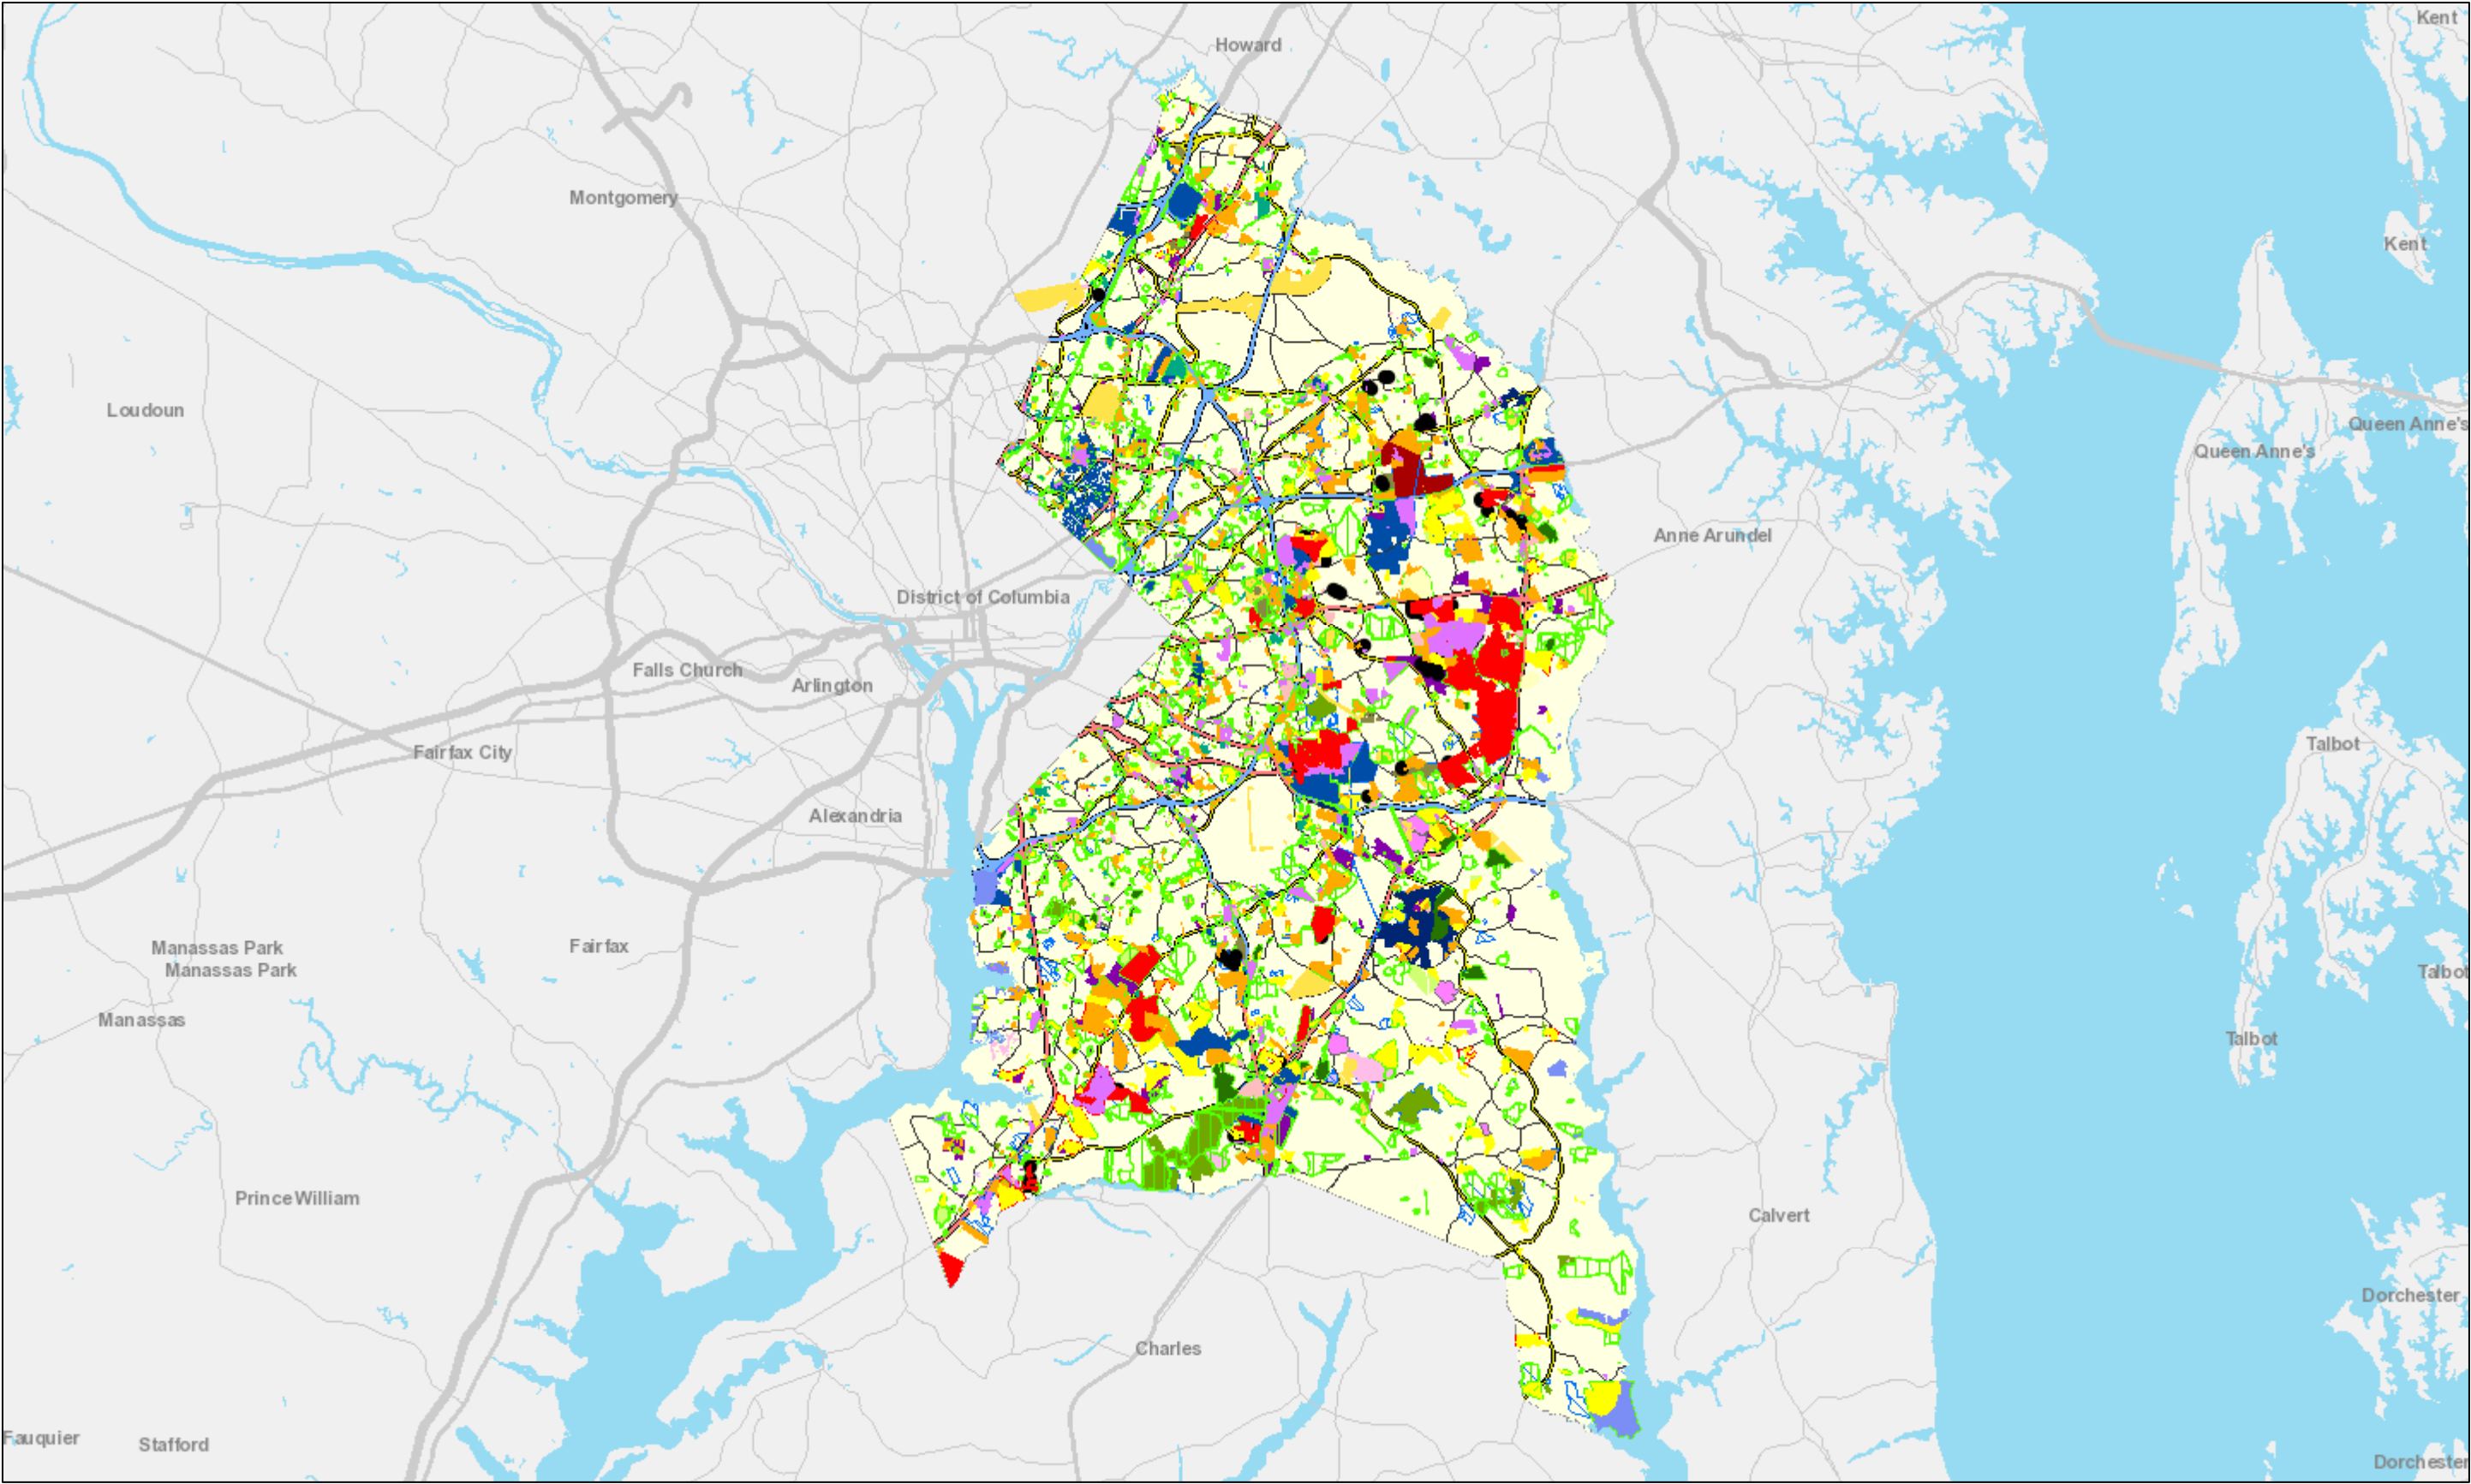 Kent
Howard
Montgomery
Kent
Loudoun
Queen Anne's
Queen Anne's
Anne Arundel
District of Columbia
Falls Church
Arlington
Fairfax City
Talbot
Alexandria
Manassas Park
Fairfax
Manassas Park
Talbot
Manassas
Talbot
Prince William
Calvert
Dorchester
Charles
Fauquier
Stafford
Dorchester